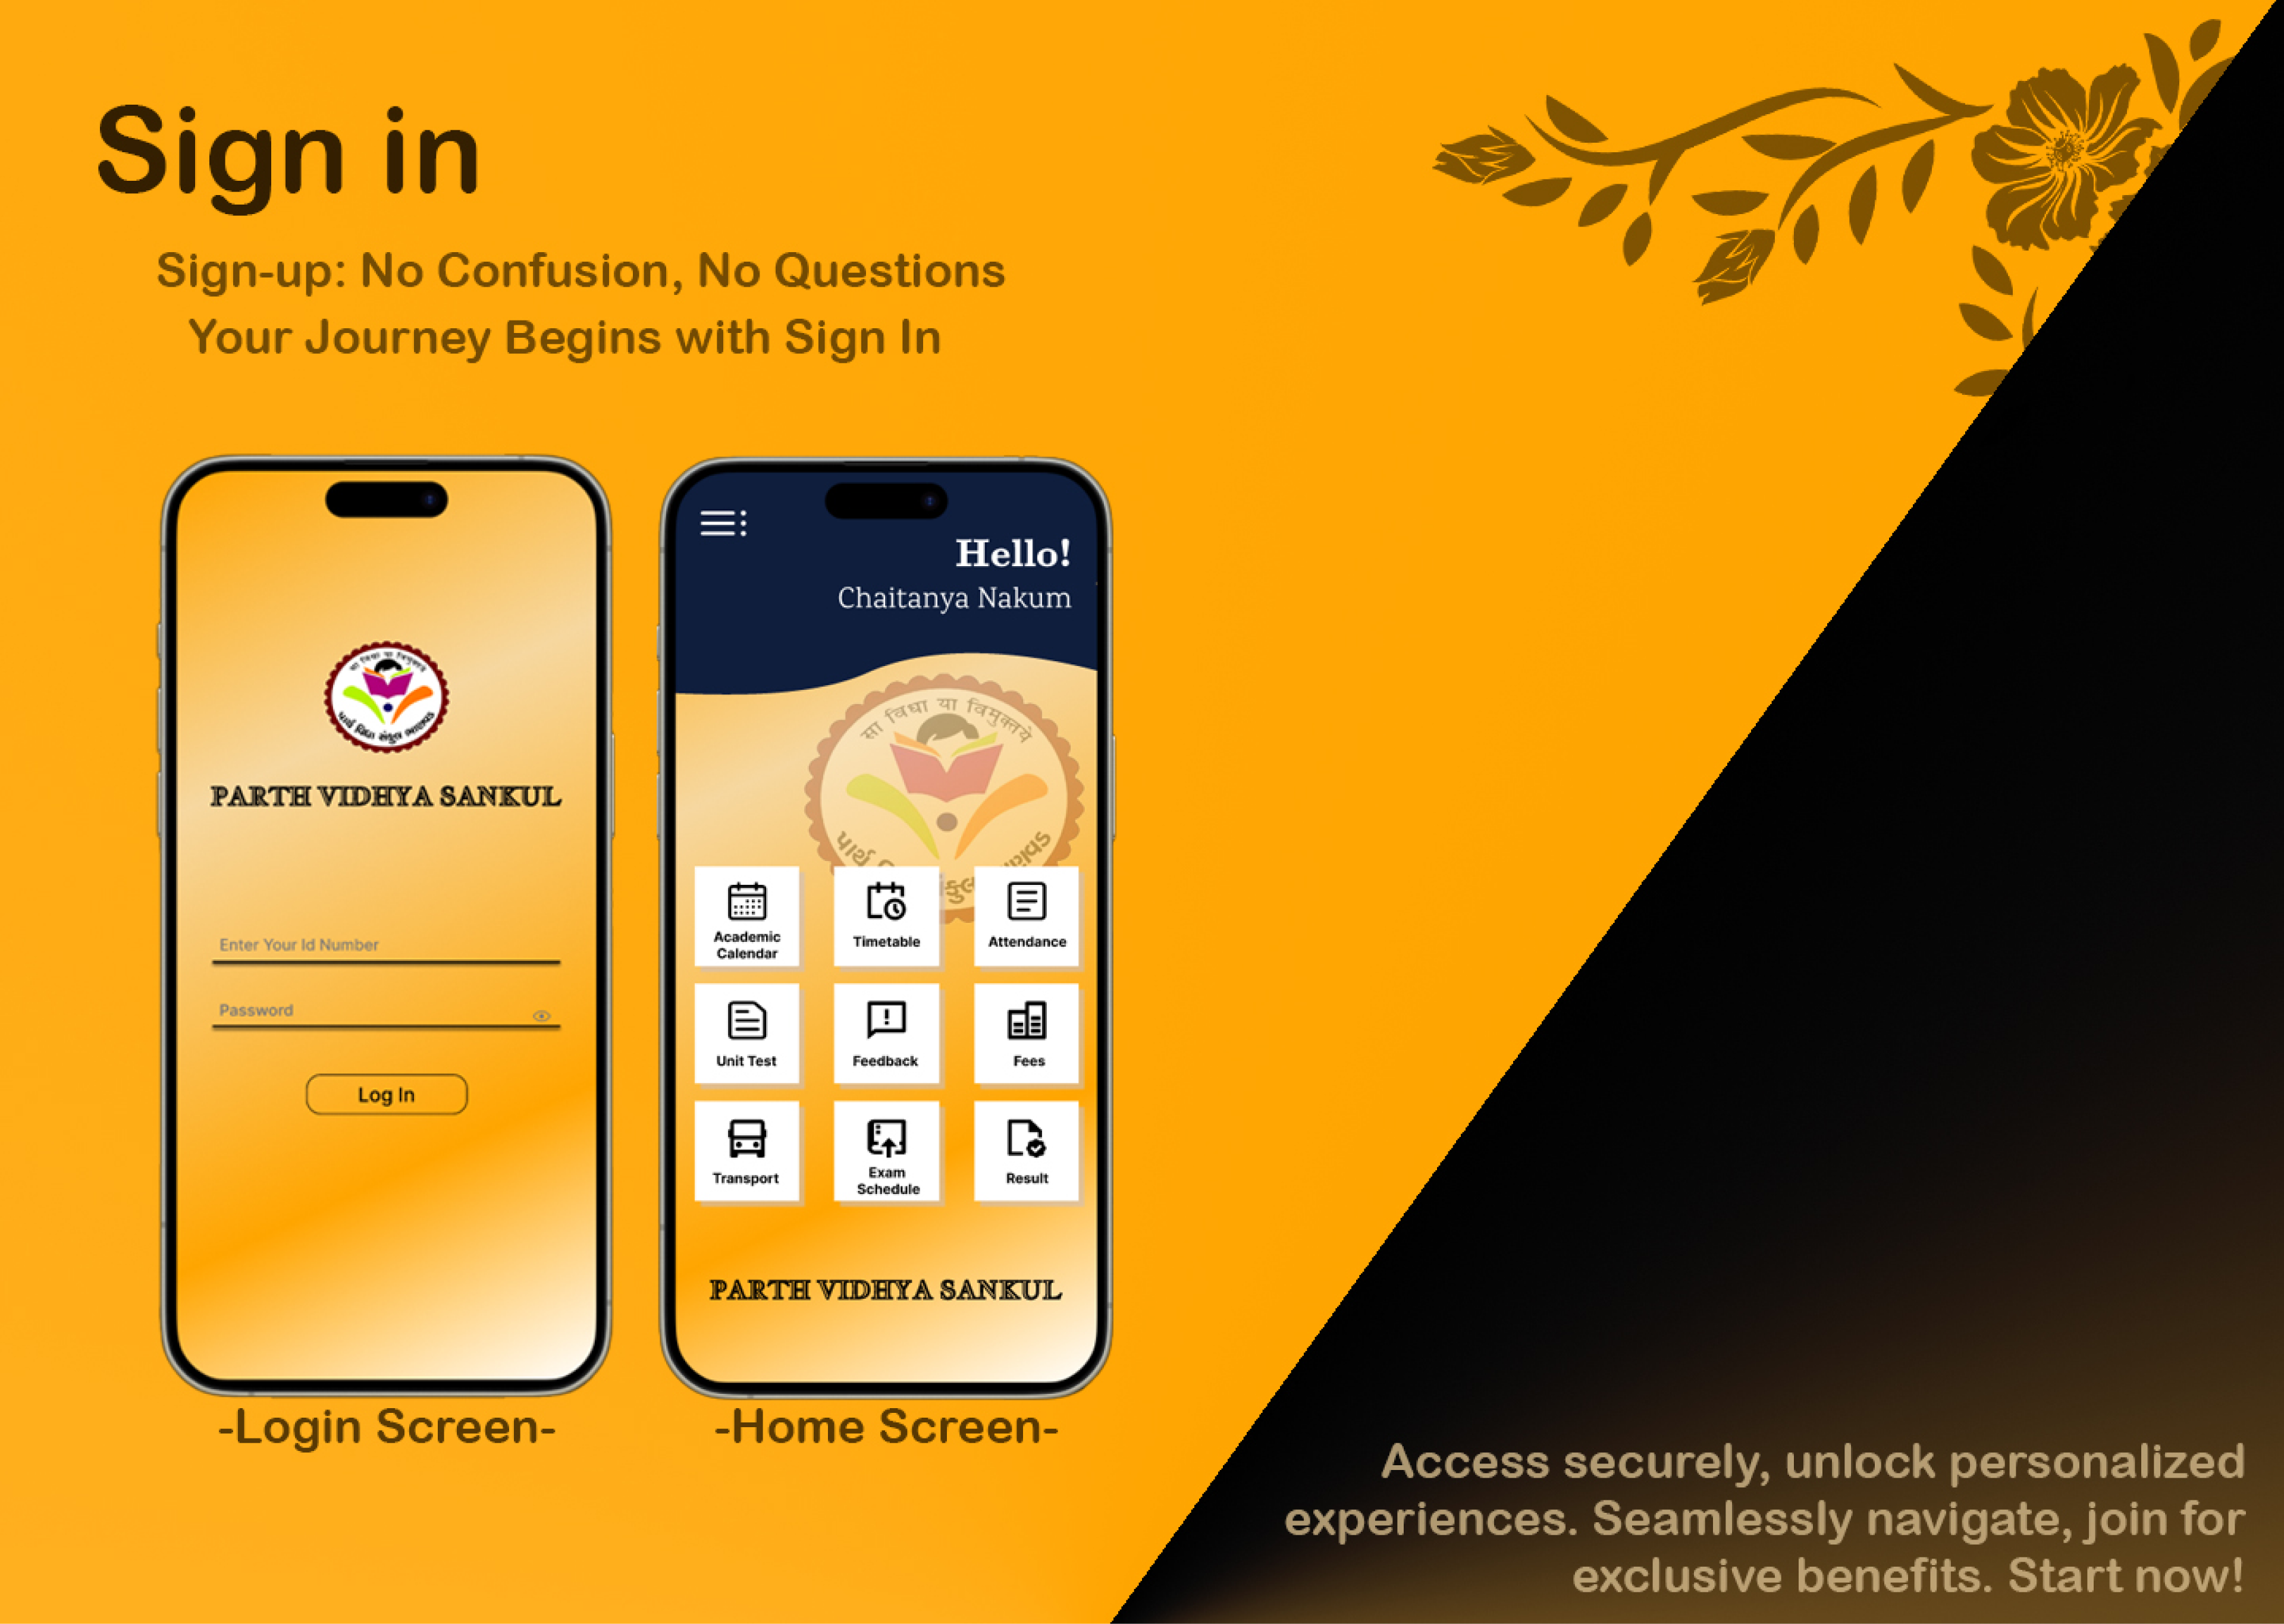 Sign in
Sign-up: No Confusion, No Questions
Your Journey Begins with Sign In
PARTH VIDHYA SANKUL
Enter Your Id Number
Password
Log In
-Login Screen-
Hello!
Chaitanya Nakum
सा विधा या विमुक्तये
પાર્થ
Academic
Calendar
Timetable
Attendance
Unit Test
Feedback
Fees
Transport
Exam
Schedule
Result
PARTH VIDHYA SANKUL
-Home Screen-
Access securely, unlock personalized
experiences. Seamlessly navigate, join for
exclusive benefits. Start now!